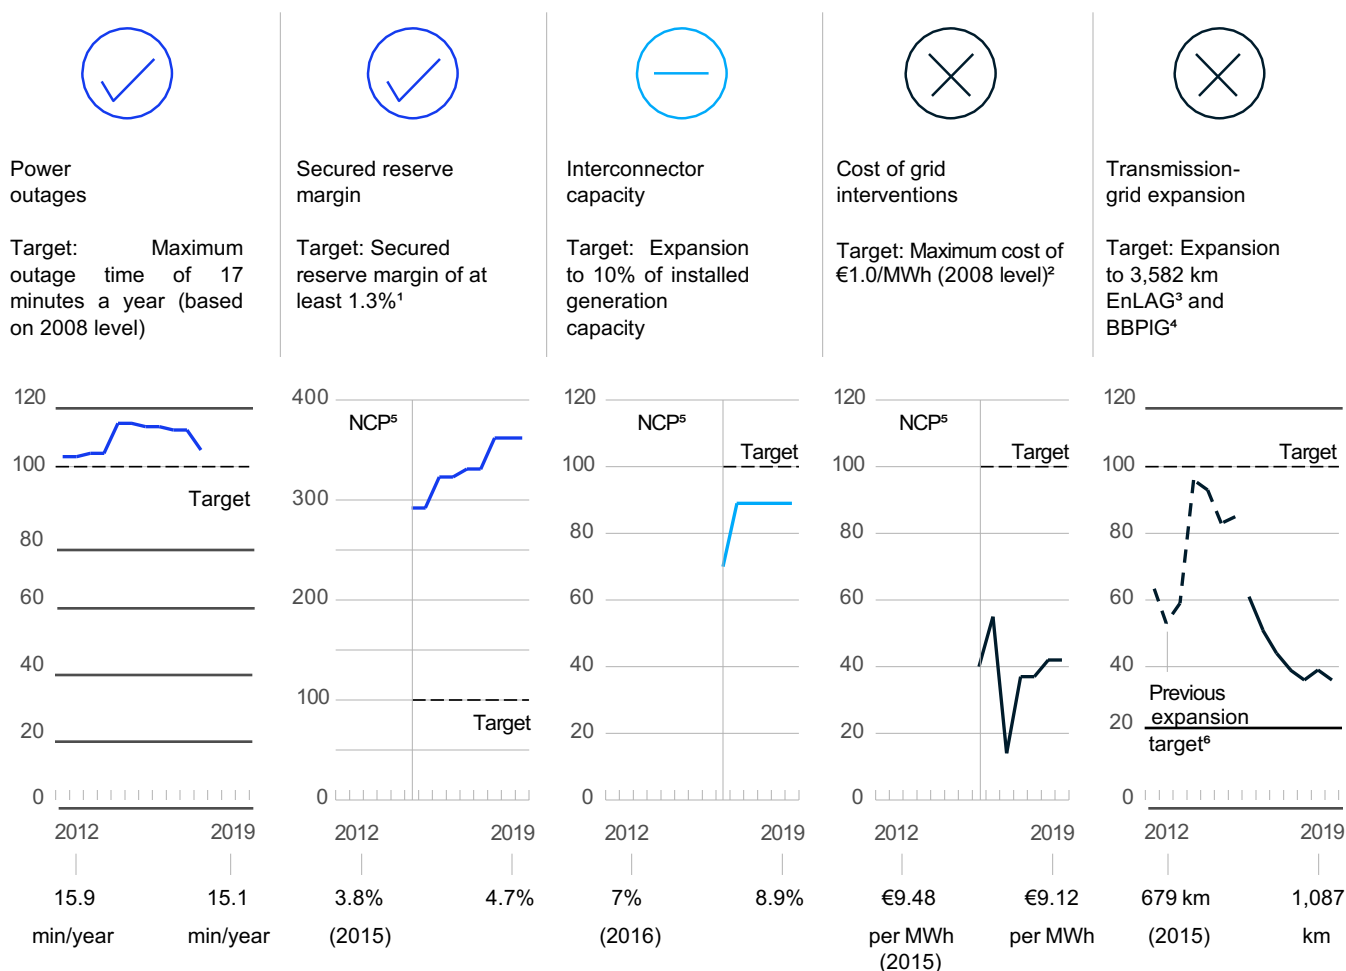 Power
outages
Target: Maximum
outage time of 17
minutes a year (based
on 2008 level)
Secured reserve
margin
Target: Secured
reserve margin of at
least 1.3%¹
Interconnector
capacity
Target: Expansion
to 10% of installed
generation
capacity
Cost of grid
interventions
Target: Maximum cost of
€1.0/MWh (2008 level)²
Transmission-
grid expansion
Target: Expansion
to 3,582 km
EnLAG³ and
BBPlG⁴
120
100
Target
80
60
40
20
0
2012 2019
15.9 15.1
min/year min/year
400
NCP⁵
300
200
100
Target
0
2012 2019
3.8% 4.7%
(2015)
120
NCP⁵
Target
100
80
60
40
20
0
2012 2019
7% 8.9%
(2016)
120
NCP⁵
Target
100
80
60
40
20
0
2012 2019
€9.48 €9.12
per MWh per MWh
(2015)
120
Target
100
80
60
40
Previous
expansion
20
target⁶
0
2012 2019
679 km 1,087
(2015) km